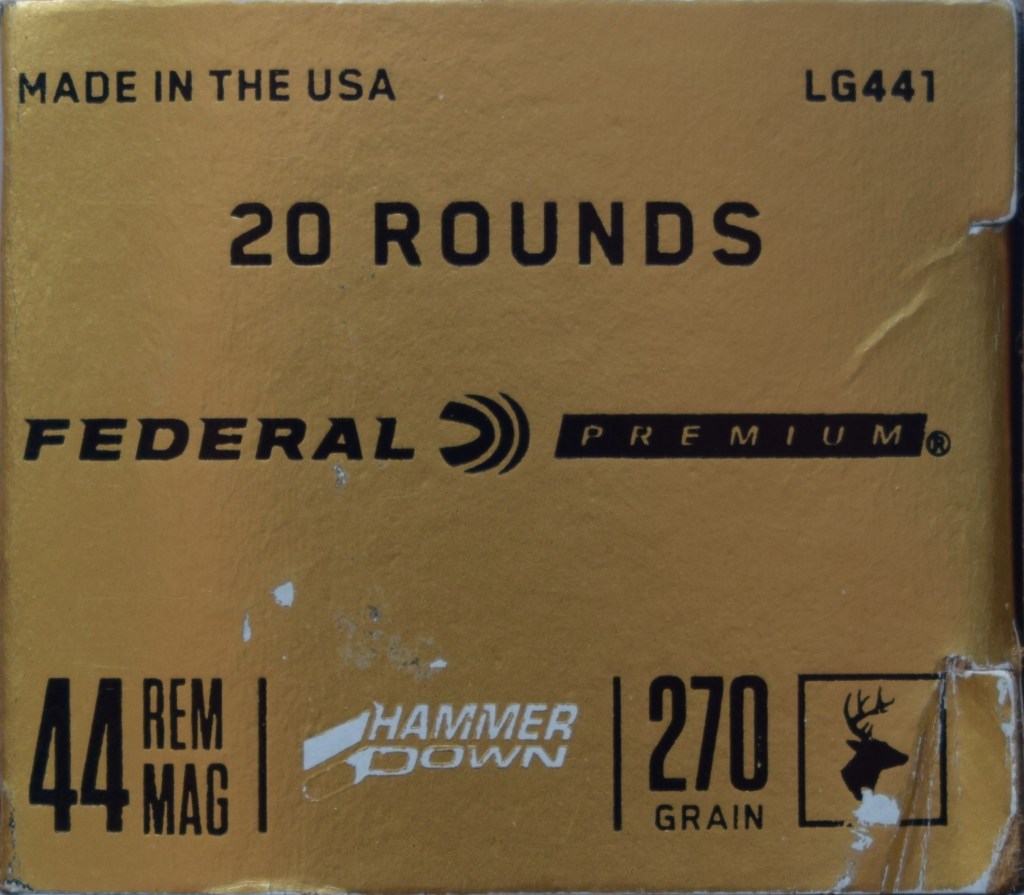 MADE IN THE USA LG441
20 ROUNDS
FEDERAL PREMIUM®
44 REM MAG
HAMMER DOWN
270 GRAIN